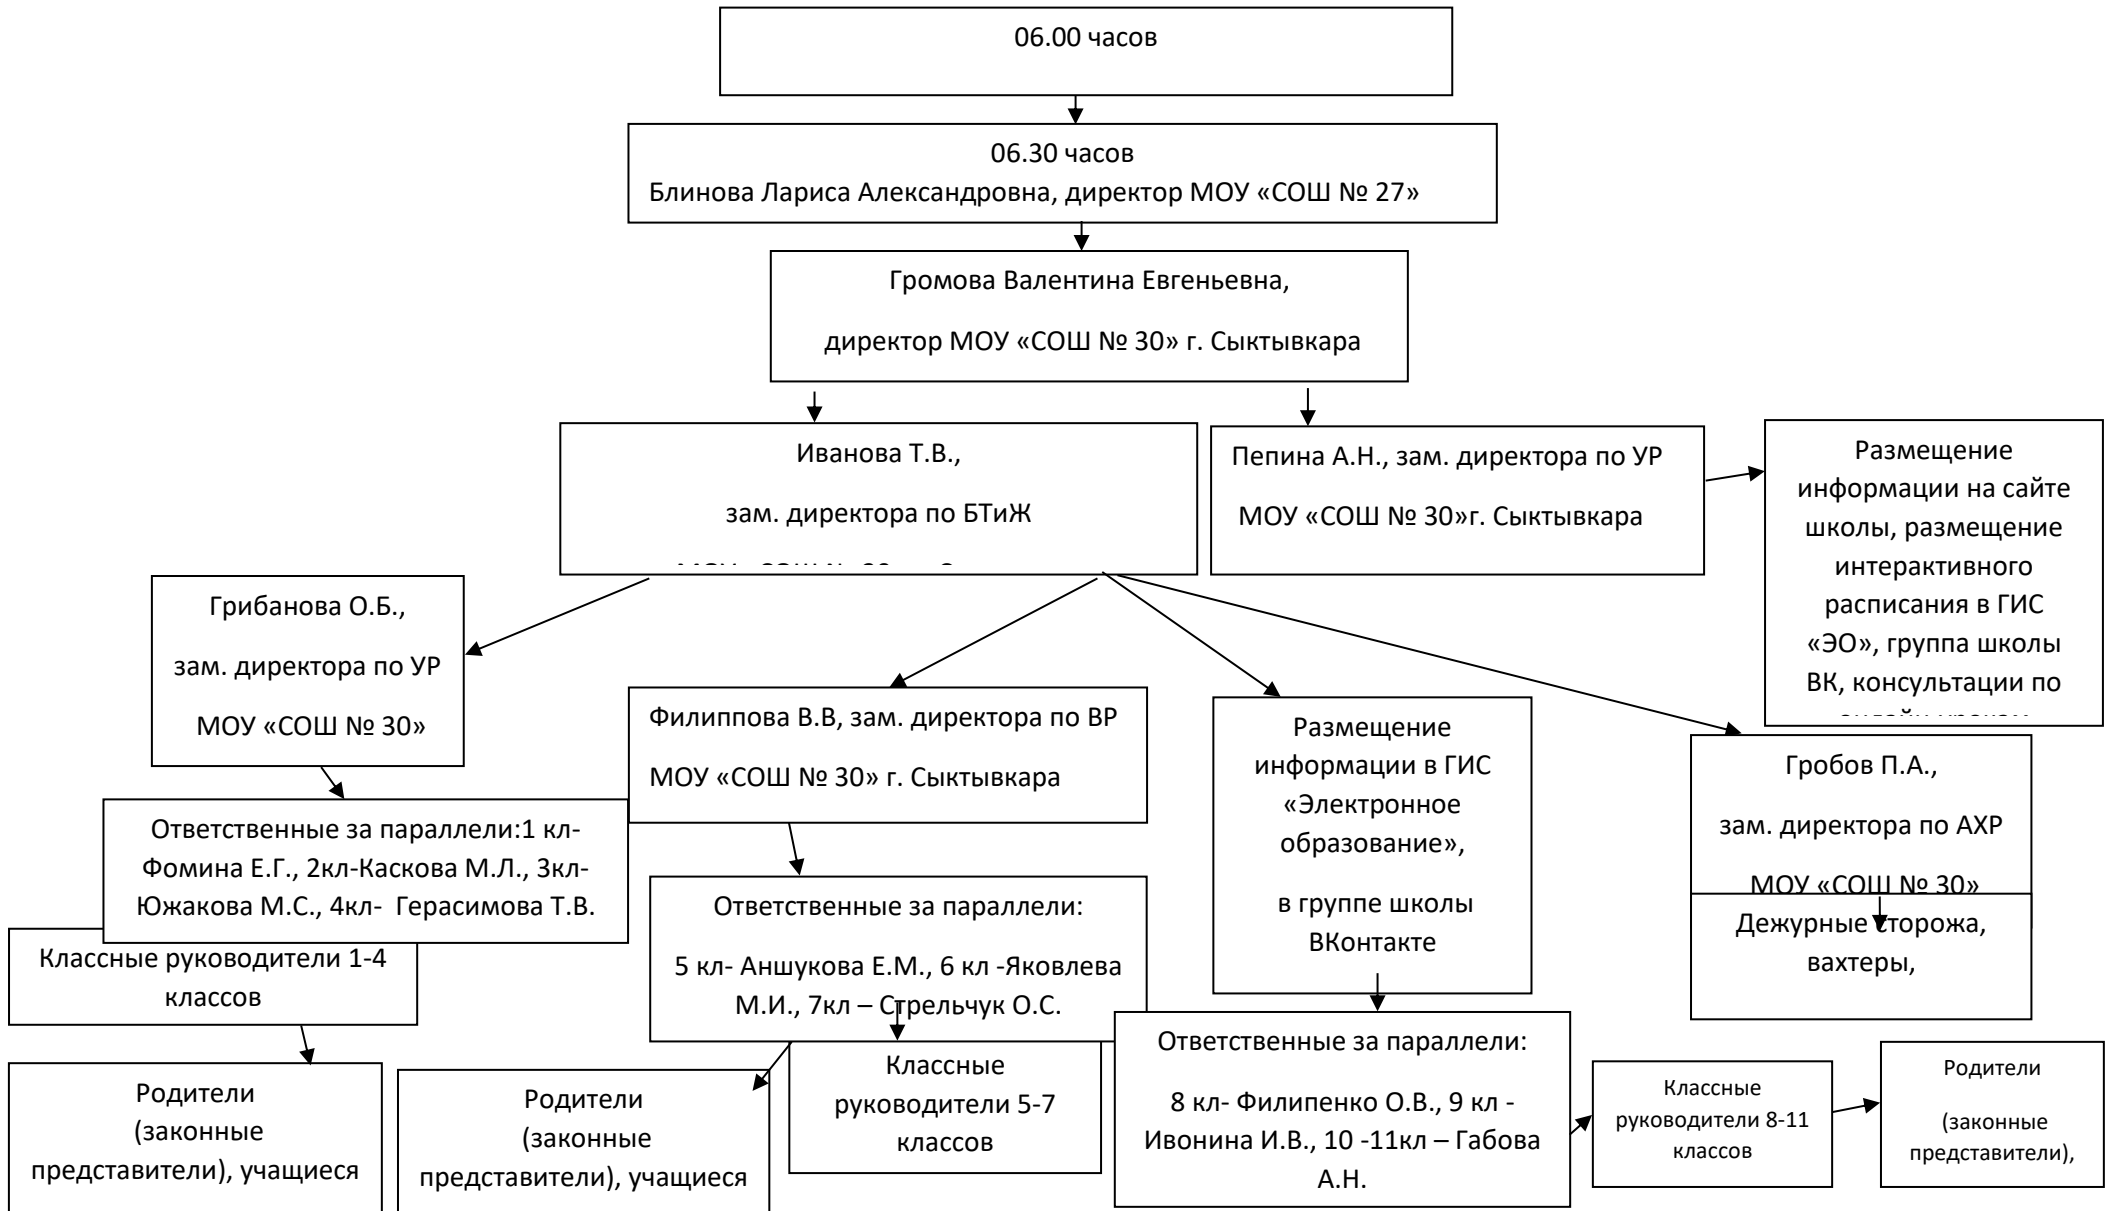 06.00 часов
06.30 часов
Блинова Лариса Александровна, директор МОУ «СОШ № 27»
Громова Валентина Евгеньевна,
директор МОУ «СОШ № 30» г. Сыктывкара
Иванова Т.В.,
зам. директора по БТиЖ
Пепина А.Н., зам. директора по УР
МОУ «СОШ № 30»г. Сыктывкара
Размещение
информации на сайте
школы, размещение
интерактивного
расписания в ГИС
«ЭО», группа школы
ВК, консультации по
Грибанова О.Б.,
зам. директора по УР
МОУ «СОШ № 30»
Филиппова В.В, зам. директора по ВР
МОУ «СОШ № 30» г. Сыктывкара
Размещение
информации в ГИС
«Электронное
образование»,
в группе школы
ВКонтакте
Гробов П.А.,
зам. директора по АХР
МОУ «СОШ № 30»
Дежурные сторожа,
вахтеры,
Ответственные за параллели:1 кл-
Фомина Е.Г., 2кл-Каскова М.Л., 3кл-
Южакова М.С., 4кл- Герасимова Т.В.
Классные руководители 1-4
классов
Ответственные за параллели:
5 кл- Аншукова Е.М., 6 кл -Яковлева
М.И., 7кл – Стрельчук О.С.
Родители
(законные
представители), учащиеся
Родители
(законные
представители), учащиеся
Классные
руководители 5-7
классов
Ответственные за параллели:
8 кл- Филипенко О.В., 9 кл -
Ивонина И.В., 10 -11кл – Габова
А.Н.
Классные
руководители 8-11
классов
Родители
(законные
представители),